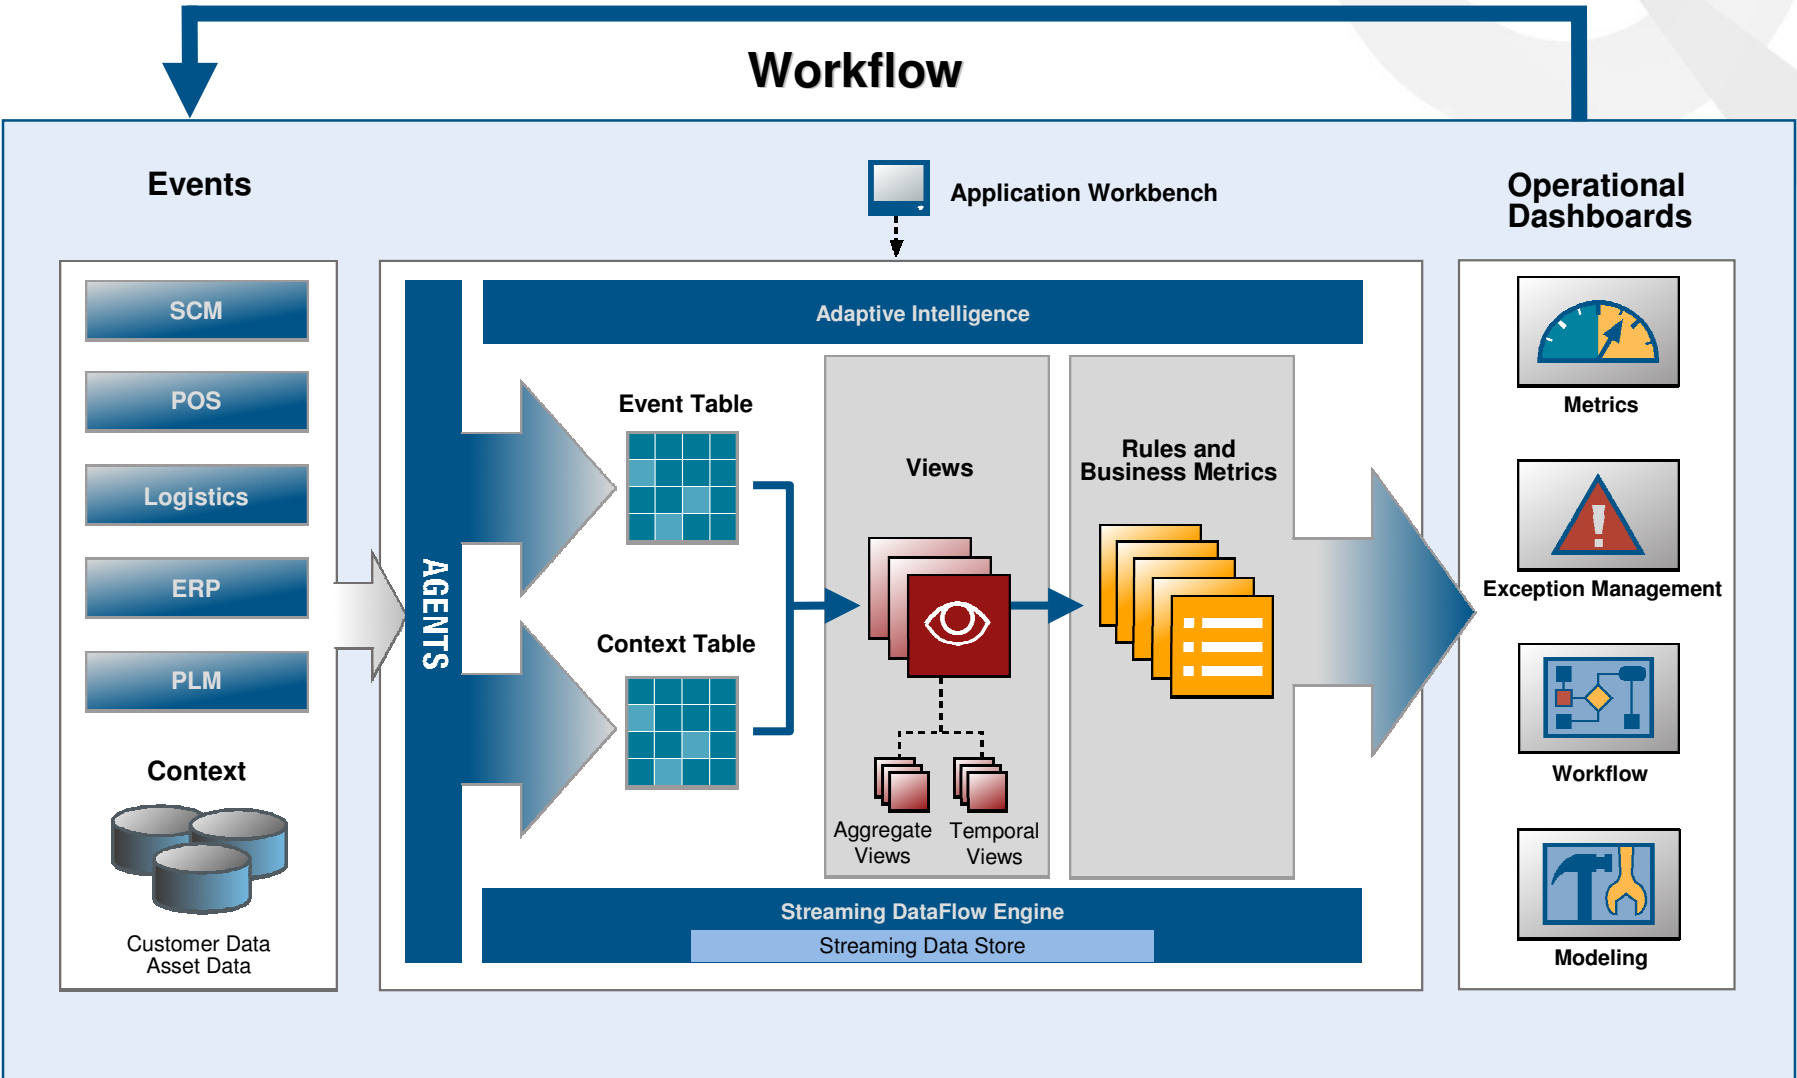 Workflow
Events
Application Workbench
Operational
Dashboards
SCM
POS
Logistics
ERP
PLM
Context
Customer Data
Asset Data
AGENTS
Adaptive Intelligence
Event Table
Context Table
Views
Aggregate
Views
Temporal
Views
Rules and
Business Metrics
Streaming DataFlow Engine
Streaming Data Store
Metrics
Exception Management
Workflow
Modeling